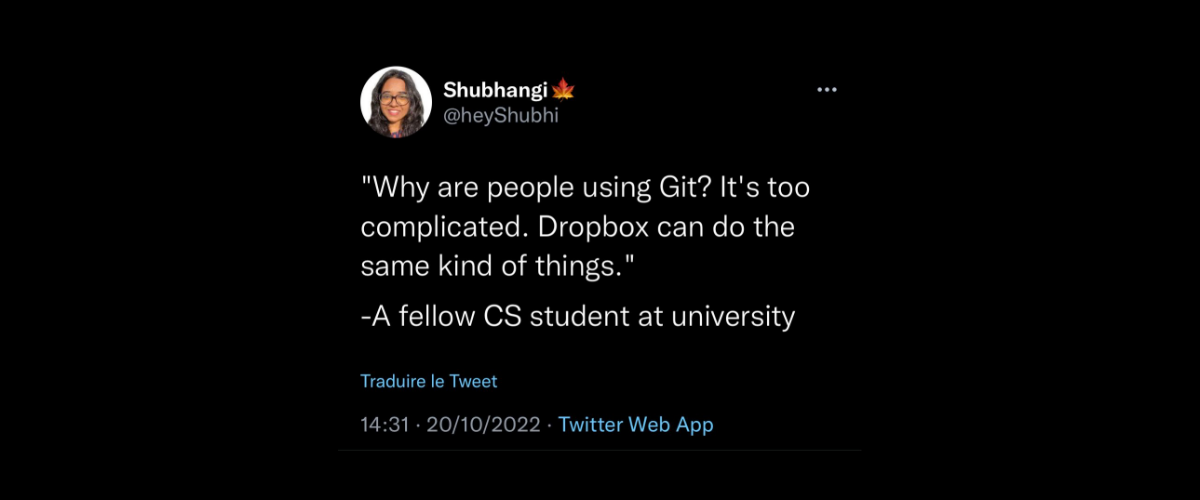 Shubhangi🍁
@heyShubhi
"Why are people using Git? It's too
complicated. Dropbox can do the
same kind of things."
-A fellow CS student at university
Traduire le Tweet
14:31 · 20/10/2022 · Twitter Web App